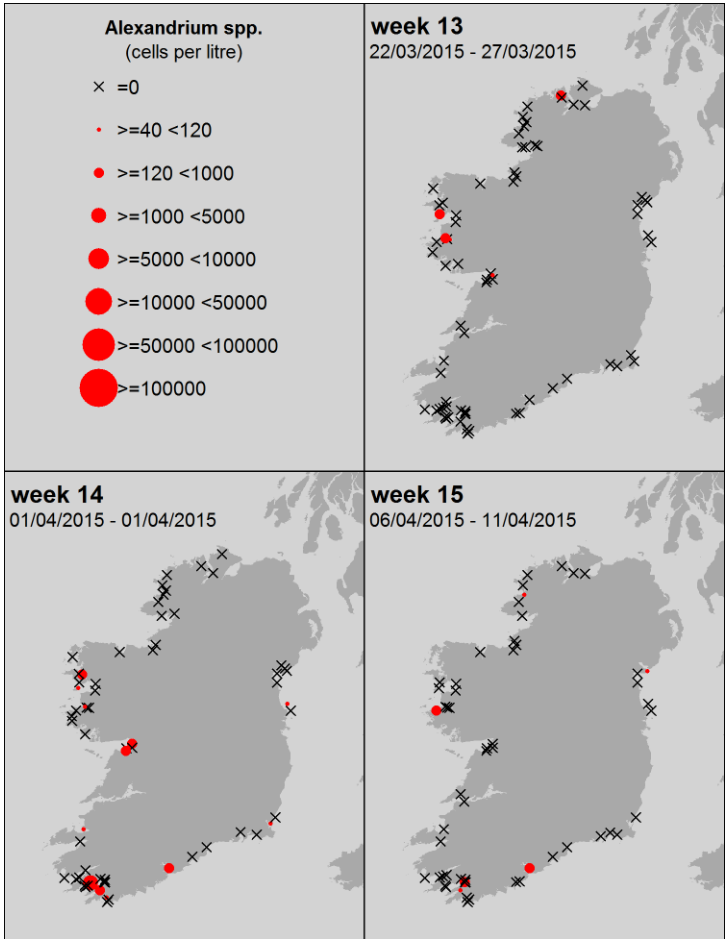 Alexandrium spp.
(cells per litre)
=0
>=40 <120
>=120 <1000
>=1000 <5000
>=5000 <10000
>=10000 <50000
>=50000 <100000
>=100000
week 13
22/03/2015 - 27/03/2015
week 14
01/04/2015 - 01/04/2015
week 15
06/04/2015 - 11/04/2015